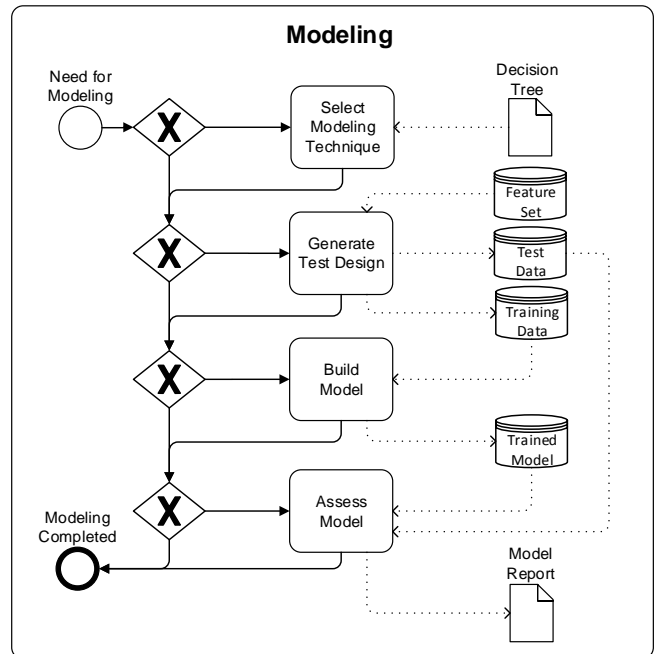 Modeling
Need for
Modeling
X
Select
Modeling
Technique
Decision
Tree
Feature
Set
X
Generate
Test Design
Test
Data
Training
Data
X
Build
Model
Trained
Model
X
Assess
Model
Modeling
Completed
Model
Report